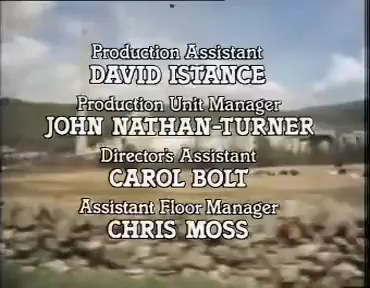 Production Assistant
DAVID ISTANCE
Production Unit Manager
JOHN NATHAN-TURNER
Director's Assistant
CAROL BOLT
Assistant Floor Manager
CHRIS MOSS